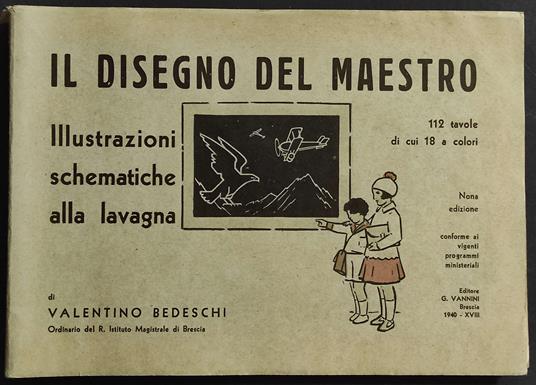 IL DISEGNO DEL MAESTRO
Illustrazioni
schematiche
alla lavagna
112 tavole
di cui 18 a colori
Nona
edizione
conforme ai
vigenti
programmi
ministeriali
di
VALENTINO BEDESCHI
Ordinario del R. Istituto Magistrale di Brescia
Editore
G. VANNINI
Brescia
1940 - XVIII